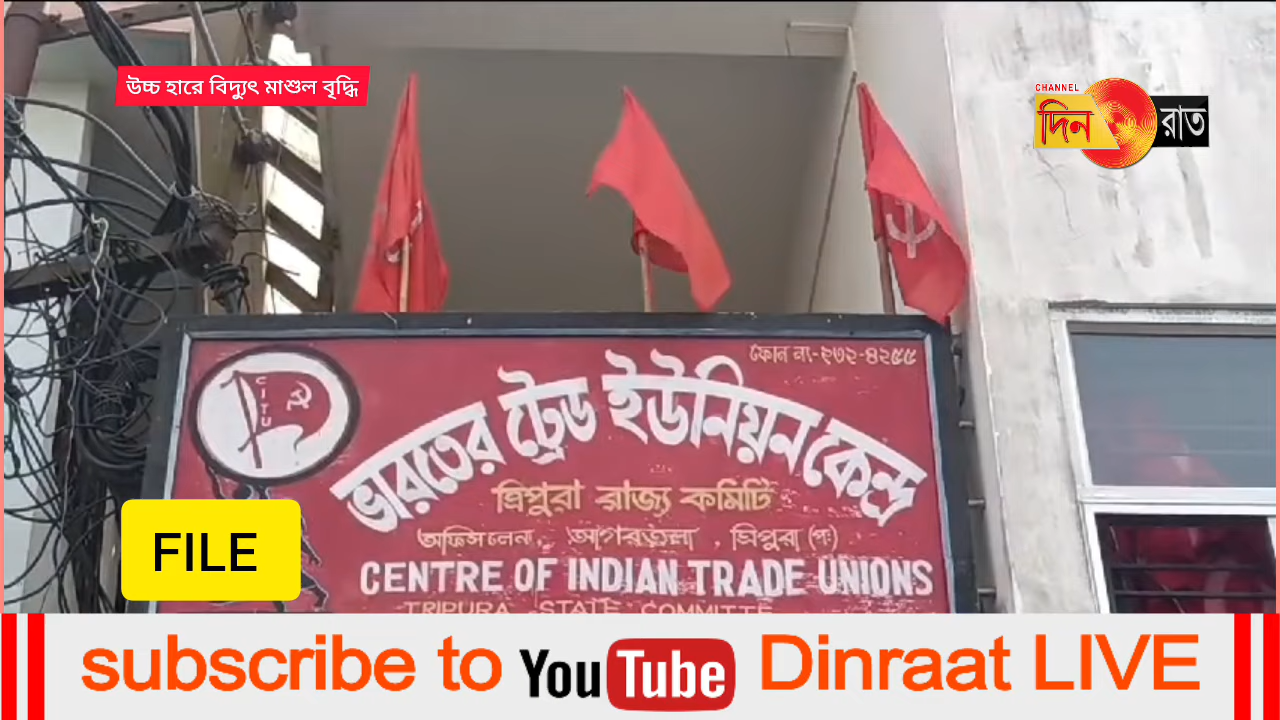 উচ্চ হারে বিদ্যুৎ মাশুল বৃদ্ধি
CHANNEL
দিন রাত
ফোন নং-২৩২-৪২৫৫
CITU
ভারতের ট্রেড ইউনিয়ন কেন্দ্র
ত্রিপুরা রাজ্য কমিটি
অফিস লেন, আগরতলা, ত্রিপুরা (পঃ)
CENTRE OF INDIAN TRADE UNIONS
TRIPURA STATE COMMITTE
FILE
subscribe to YouTube Dinraat LIVE